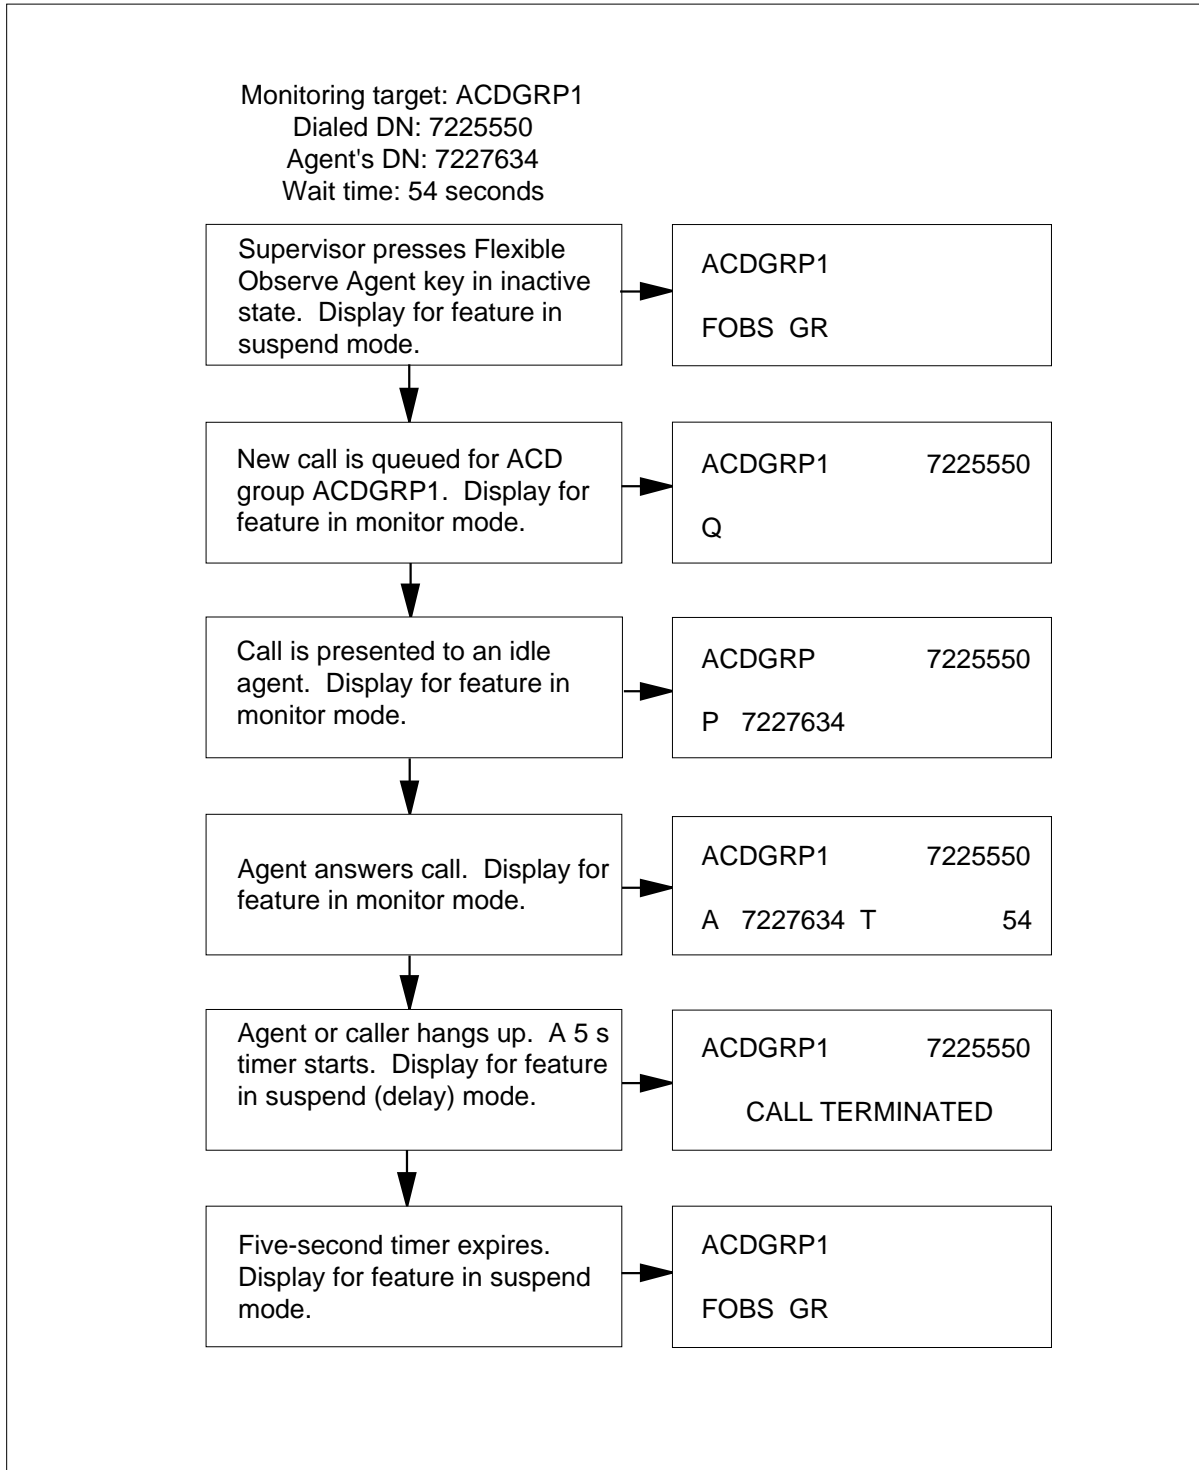 Monitoring target: ACDGRP1
Dialed DN: 7225550
Agent's DN: 7227634
Wait time: 54 seconds
Supervisor presses Flexible
Observe Agent key in inactive
state.  Display for feature in
suspend mode.
ACDGRP1
FOBS  GR
New call is queued for ACD
group ACDGRP1.  Display for
feature in monitor mode.
ACDGRP1 7225550
Q
Call is presented to an idle
agent.  Display for feature in
monitor mode.
ACDGRP 7225550
P 7227634
Agent answers call.  Display for
feature in monitor mode.
ACDGRP1 7225550
A 7227634 T 54
Agent or caller hangs up.  A 5 s
timer starts.  Display for feature
in suspend (delay) mode.
ACDGRP1 7225550
CALL TERMINATED
Five-second timer expires.
Display for feature in suspend
mode.
ACDGRP1
FOBS  GR